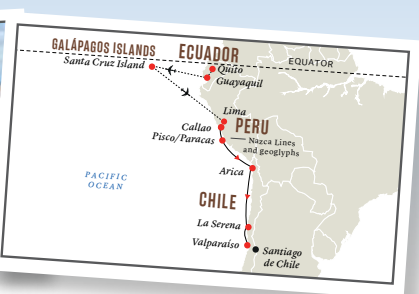 GALÁPAGOS ISLANDS
ECUADOR
Santa Cruz Island
Quito
EQUATOR
Guayaquil
Lima
Callao
PERU
Pisco/Paracas
Nazca Lines
and geoglyphs
Arica
PACIFIC
OCEAN
CHILE
La Serena
Valparaíso
Santiago
de Chile